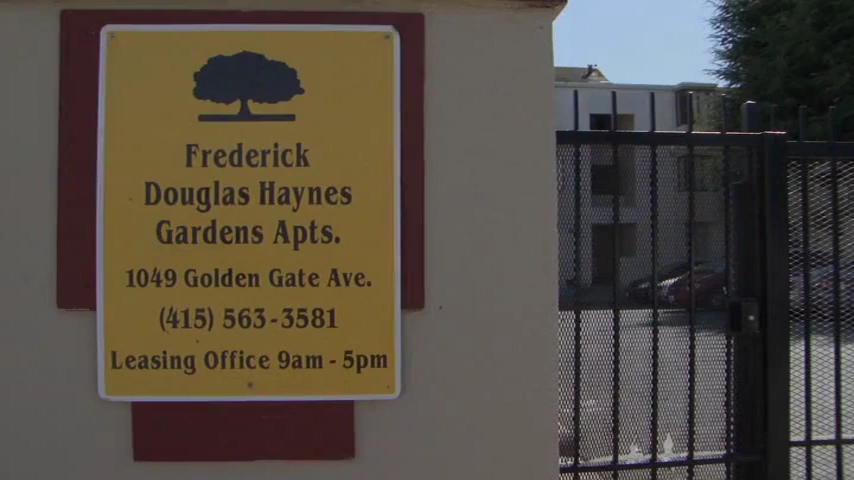 Frederick
Douglas Haynes
Gardens Apts.
1049 Golden Gate Ave.
(415) 563-3581
Leasing Office 9am - 5pm